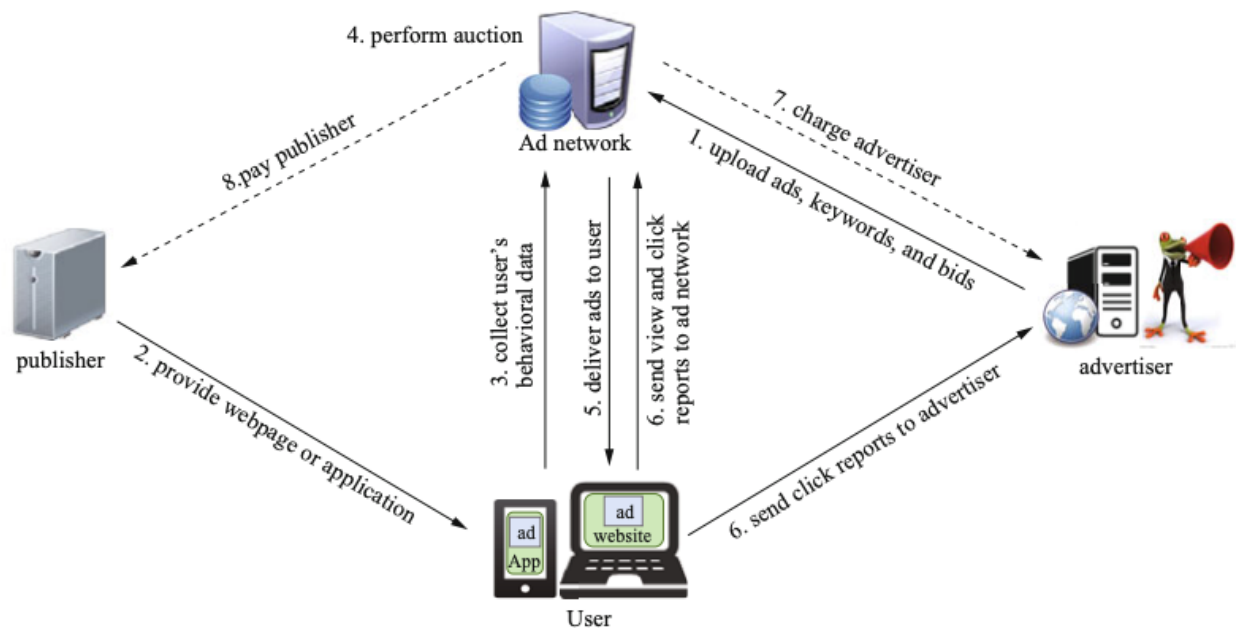 4. perform auction
Ad network
7. charge advertiser
1. upload ads, keywords, and bids
8.pay publisher
publisher
2. provide webpage or application
3. collect user's
behavioral data
5. deliver ads to user
6. send view and click
reports to ad network
advertiser
6. send click reports to advertiser
ad
App
ad
website
User